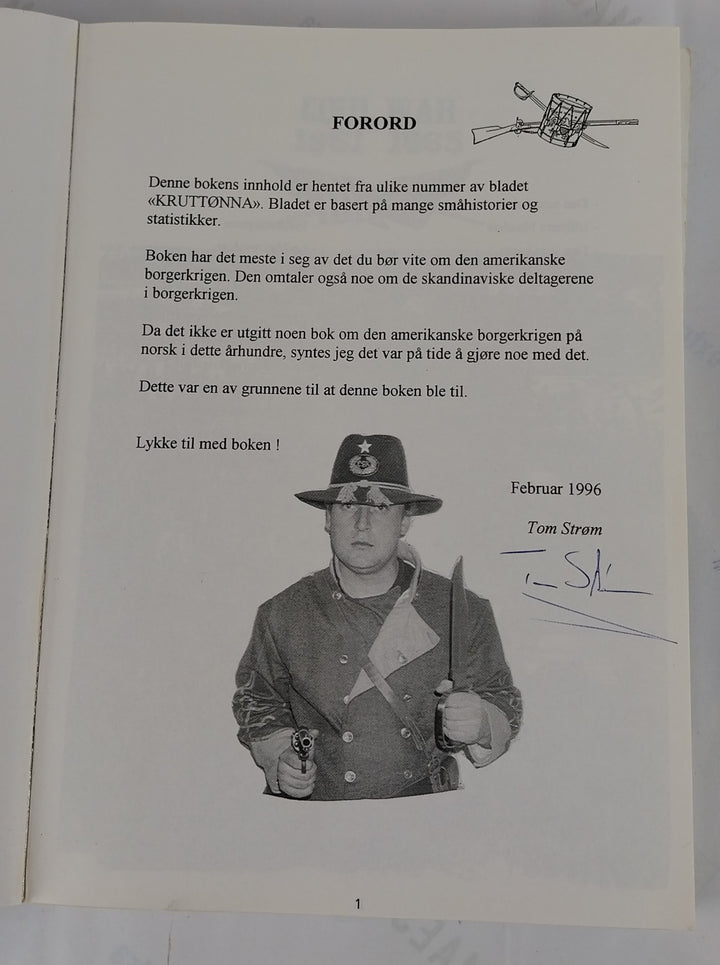 FORORD
Denne bokens innhold er hentet fra ulike nummer av bladet
«KRUTTØNNA». Bladet er basert på mange småhistorier og
statistikker.
Boken har det meste i seg av det du bør vite om den amerikanske
borgerkrigen. Den omtaler også noe om de skandinaviske deltagerene
i borgerkrigen.
Da det ikke er utgitt noen bok om den amerikanske borgerkrigen på
norsk i dette århundre, syntes jeg det var på tide å gjøre noe med det.
Dette var en av grunnene til at denne boken ble til.
Lykke til med boken !
Februar 1996
Tom Strøm
1